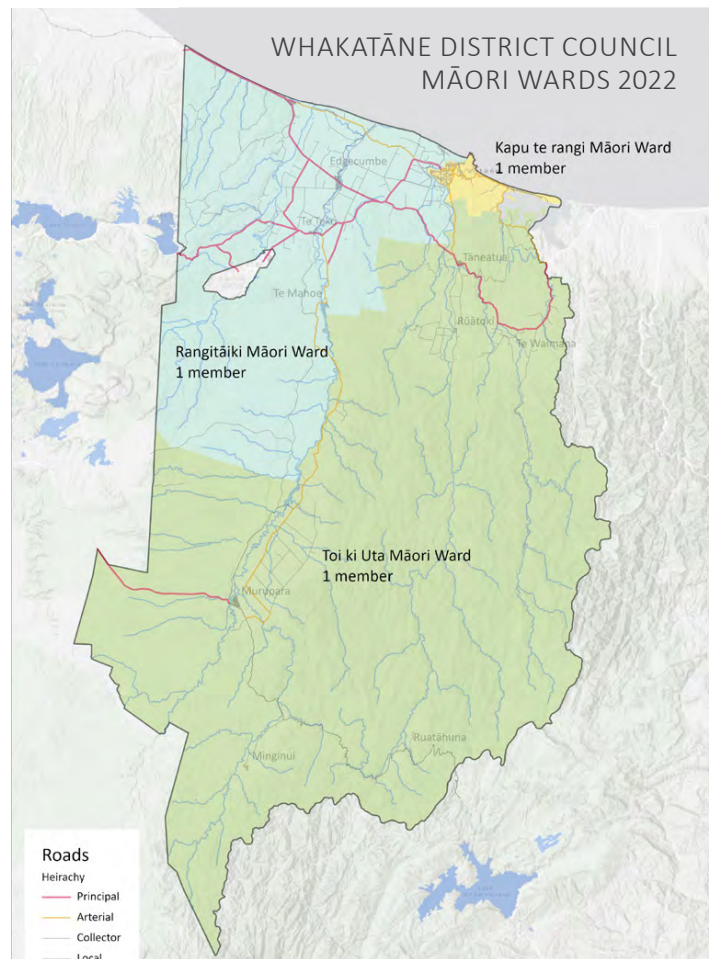 WHAKATĀNE DISTRICT COUNCIL
MĀORI WARDS 2022
Kapu te rangi Māori Ward
1 member
Edgecumbe
Te Teko
Tāneatua
Te Mahoe
Rūātoki
Te Waimana
Rangitāiki Māori Ward
1 member
Toi ki Uta Māori Ward
1 member
Murupara
Ruatāhuna
Minginui
Roads
Heirachy
Principal
Arterial
Collector
Local